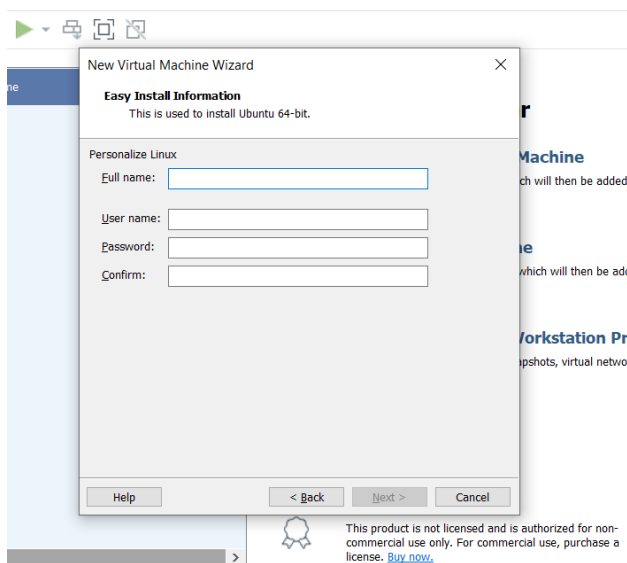 New Virtual Machine Wizard
Easy Install Information
This is used to install Ubuntu 64-bit.
Personalize Linux
Full name:
User name:
Password:
Confirm:
Help
< Back
Next >
Cancel
me
r
Machine
ch will then be added
ne
which will then be ad
Workstation Pr
apshots, virtual netwo
This product is not licensed and is authorized for non-
commercial use only. For commercial use, purchase a
license. Buy now.